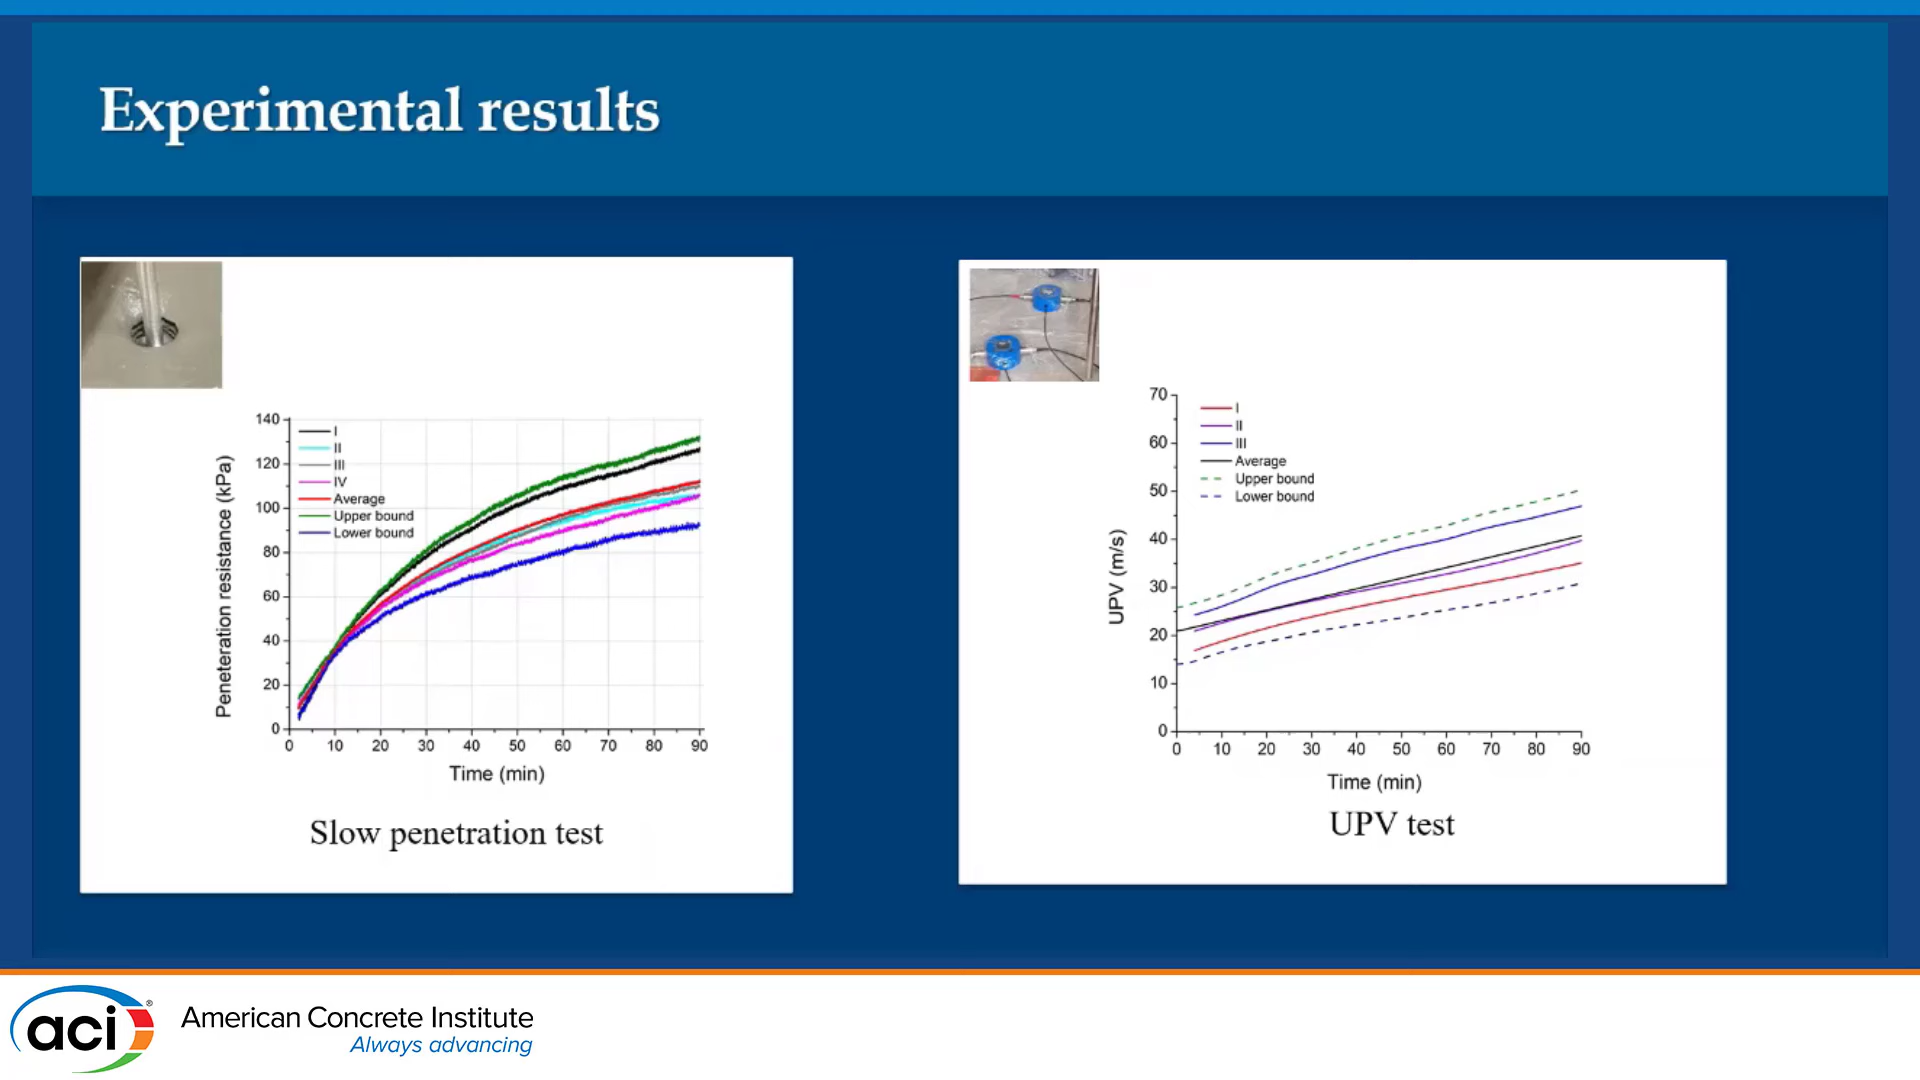 Experimental results
140
120
100
80
60
40
20
0
I
II
III
IV
Average
Upper bound
Lower bound
Peneteration resistance (kPa)
0 10 20 30 40 50 60 70 80 90
Time (min)
Slow penetration test
70
60
50
40
30
20
10
0
I
II
III
Average
Upper bound
Lower bound
UPV (m/s)
0 10 20 30 40 50 60 70 80 90
Time (min)
UPV test
aci®
American Concrete Institute
Always advancing